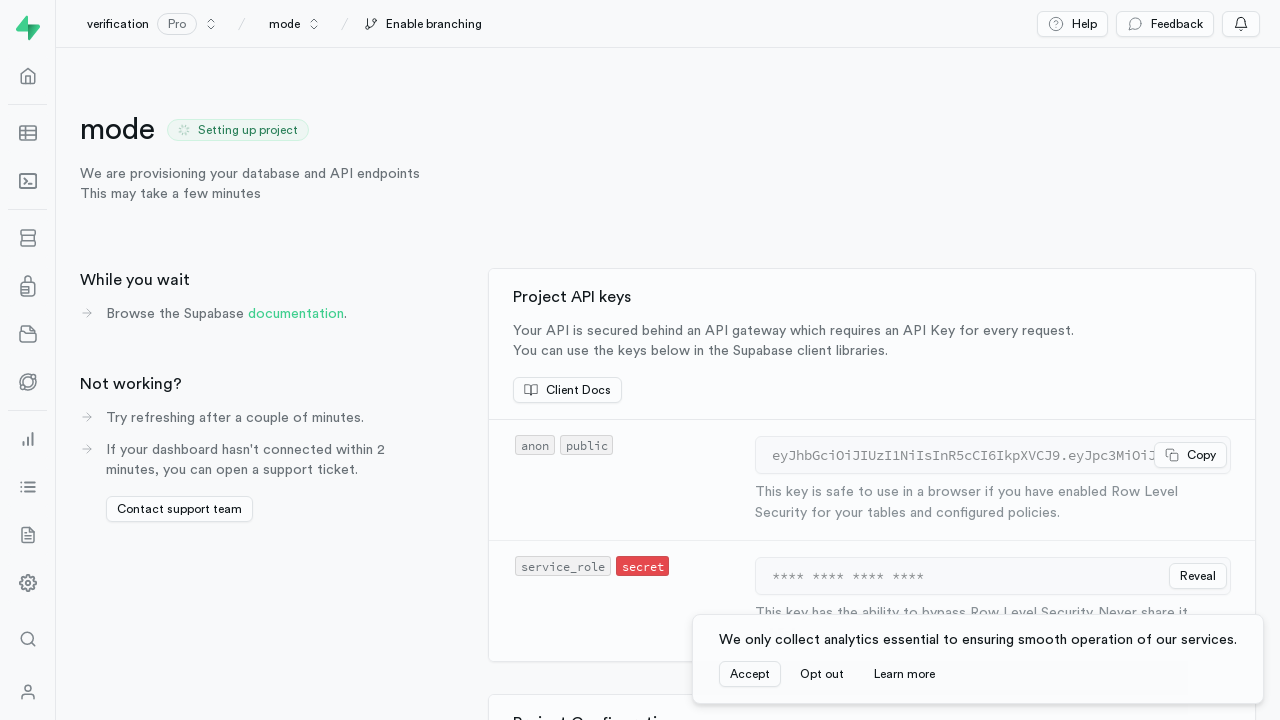 verification Pro / mode / Enable branching
Help Feedback
mode Setting up project
We are provisioning your database and API endpoints
This may take a few minutes
While you wait
Browse the Supabase documentation.
Not working?
Try refreshing after a couple of minutes.
If your dashboard hasn't connected within 2
minutes, you can open a support ticket.
Contact support team
Project API keys
Your API is secured behind an API gateway which requires an API Key for every request.
You can use the keys below in the Supabase client libraries.
Client Docs
anon public
eyJhbGciOiJIUzI1NiIsInR5cCI6IkpXVCJ9.eyJpc3MiOiJ Copy
This key is safe to use in a browser if you have enabled Row Level
Security for your tables and configured policies.
service_role secret
**** **** **** **** Reveal
This key has the ability to bypass Row Level Security. Never share it
We only collect analytics essential to ensuring smooth operation of our services.
Accept Opt out Learn more